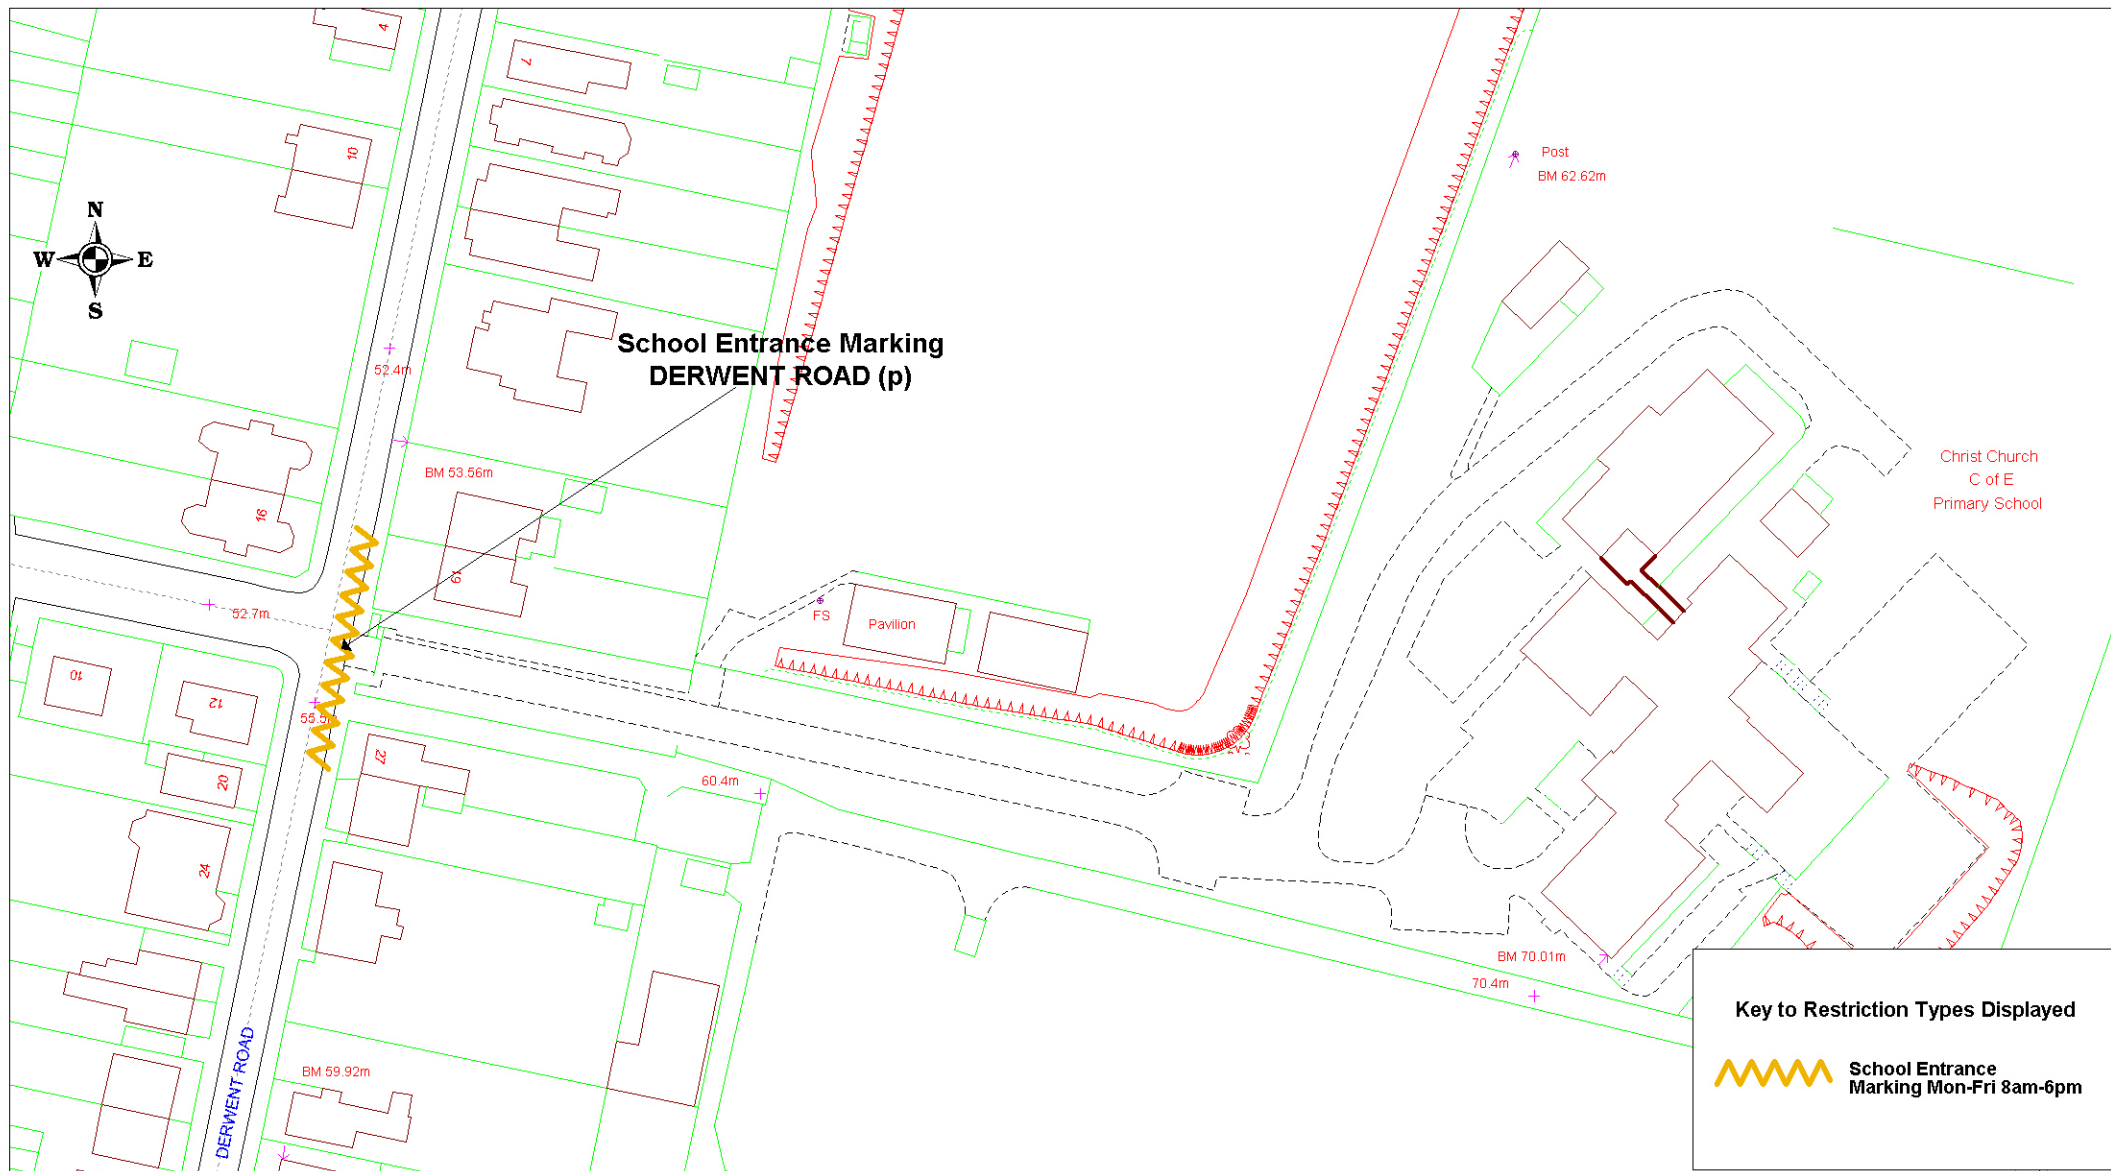 4
7
10
N
W E
S
Post
BM 62.62m
School Entrance Marking
DERWENT ROAD (p)
52.4m
BM 53.56m
Christ Church
C of E
Primary School
16
19
52.7m
FS
Pavilion
10
12
55.5
27
20
60.4m
24
BM 70.01m
70.4m
BM 59.92m
DERWENT ROAD
Key to Restriction Types Displayed
School Entrance
Marking Mon-Fri 8am-6pm